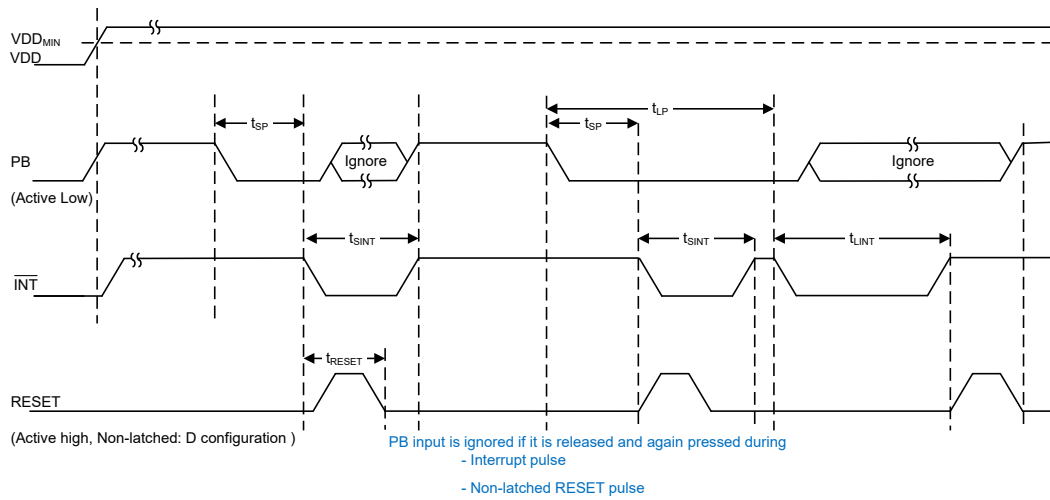 VDDMIN
VDD
tLP
tSP
tSP
PB
Ignore
Ignore
(Active Low)
tSINT
tSINT
tLINT
INT
tRESET
RESET
(Active high, Non-latched: D configuration )
PB input is ignored if it is released and again pressed during
- Interrupt pulse
- Non-latched RESET pulse